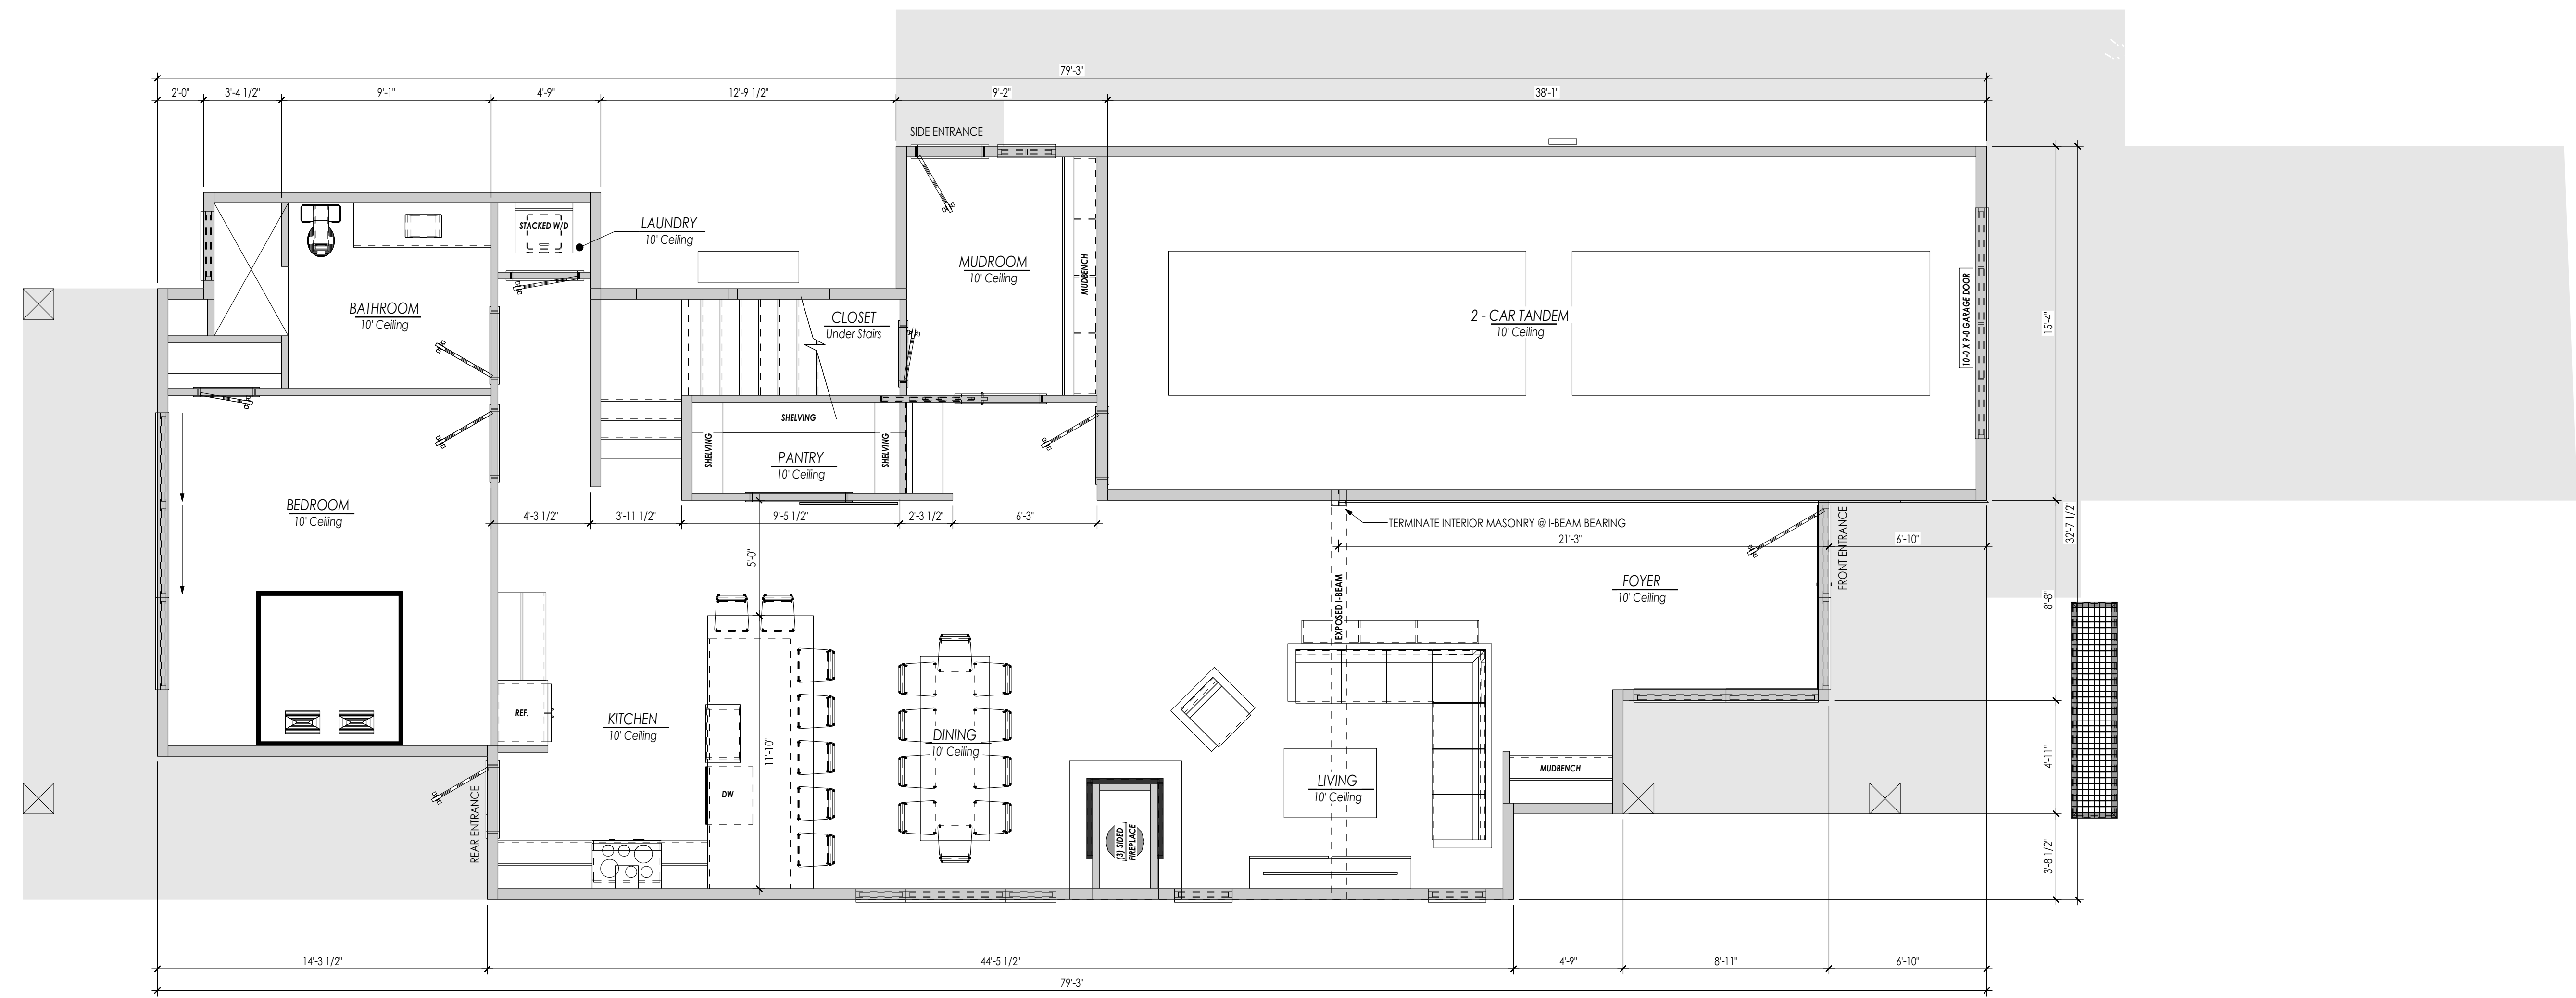 79'-3"
2'-0"
3'-4 1/2"
9'-1"
4'-9"
12'-9 1/2"
9'-2"
38'-1"
SIDE ENTRANCE
STACKED W/D
LAUNDRY
10' Ceiling
MUDROOM
10' Ceiling
MUDBENCH
BATHROOM
10' Ceiling
CLOSET
Under Stairs
2 - CAR TANDEM
10' Ceiling
10-0 X 9-0 GARAGE DOOR
15'-4"
SHELVING
SHELVING
SHELVING
PANTRY
10' Ceiling
BEDROOM
10' Ceiling
4'-3 1/2"
3'-11 1/2"
9'-5 1/2"
2'-3 1/2"
6'-3"
TERMINATE INTERIOR MASONRY @ I-BEAM BEARING
21'-3"
6'-10"
FRONT ENTRANCE
32'-7 1/2"
5'-0"
EXPOSED I-BEAM
FOYER
10' Ceiling
8'-8"
REF.
KITCHEN
10' Ceiling
11'-10"
DINING
10' Ceiling
DW
LIVING
10' Ceiling
MUDBENCH
4'-11"
REAR ENTRANCE
(3) SIDED
FIREPLACE
3'-8 1/2"
14'-3 1/2"
44'-5 1/2"
4'-9"
8'-11"
6'-10"
79'-3"